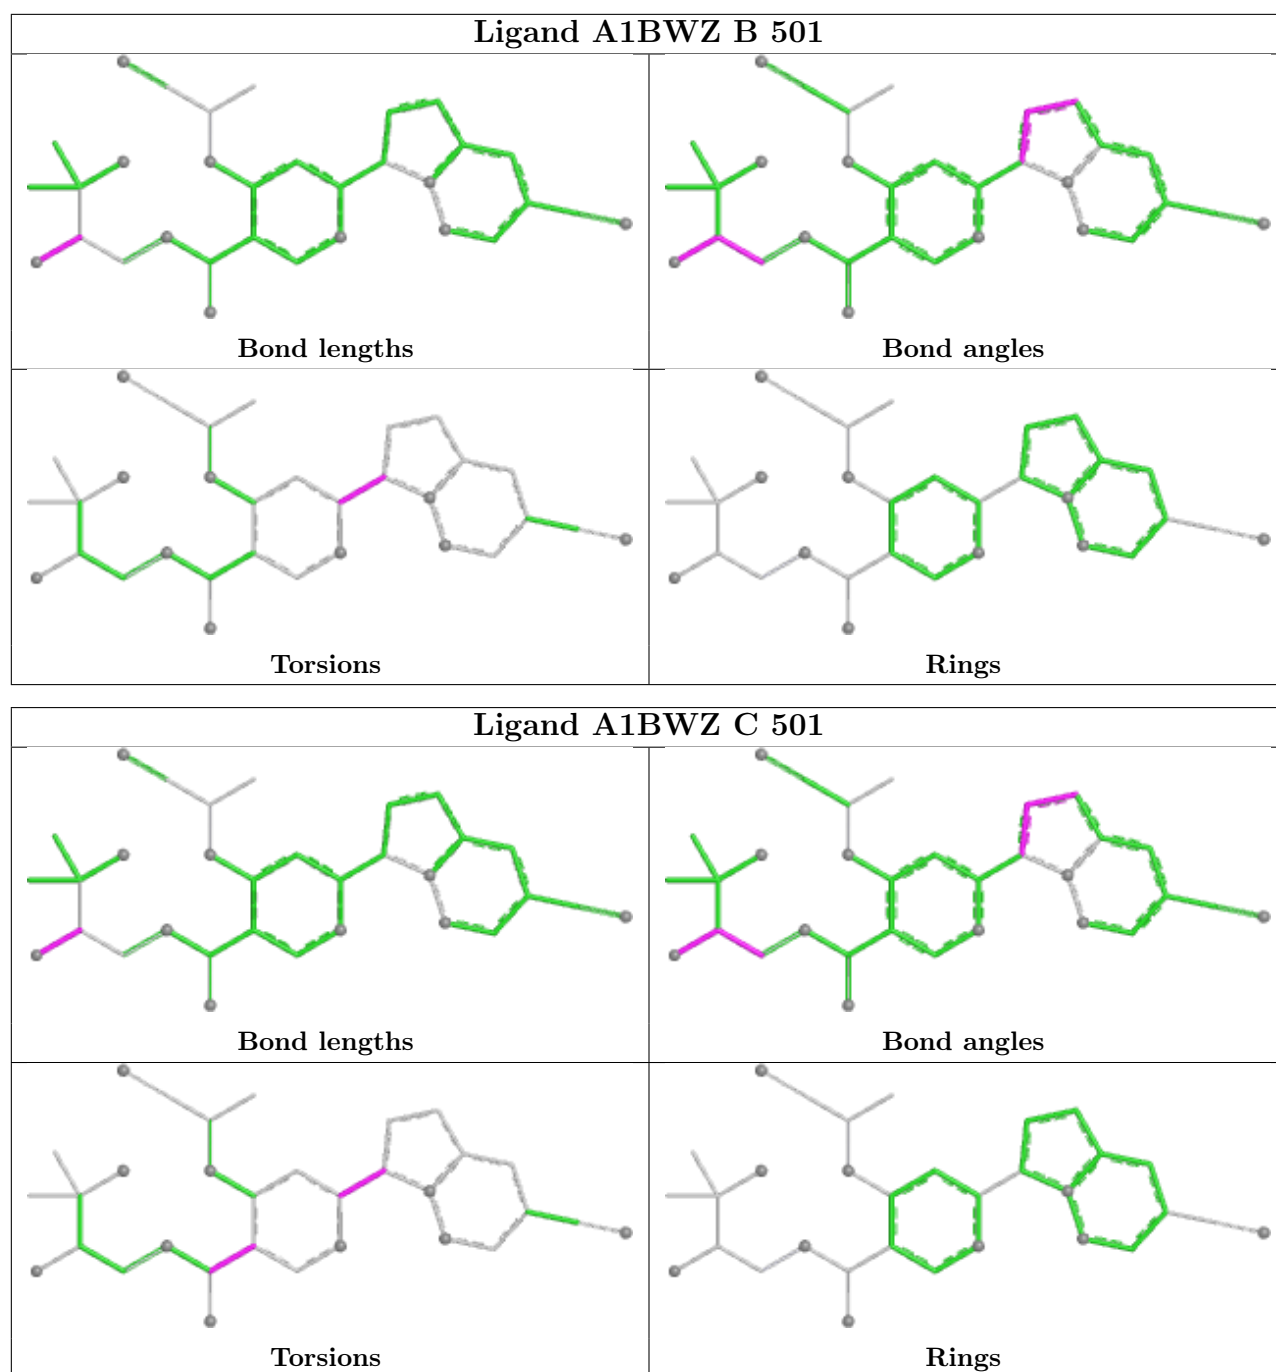 Ligand A1BWZ B 501
Bond lengths
Bond angles
Torsions
Rings
Ligand A1BWZ C 501
Bond lengths
Bond angles
Torsions
Rings